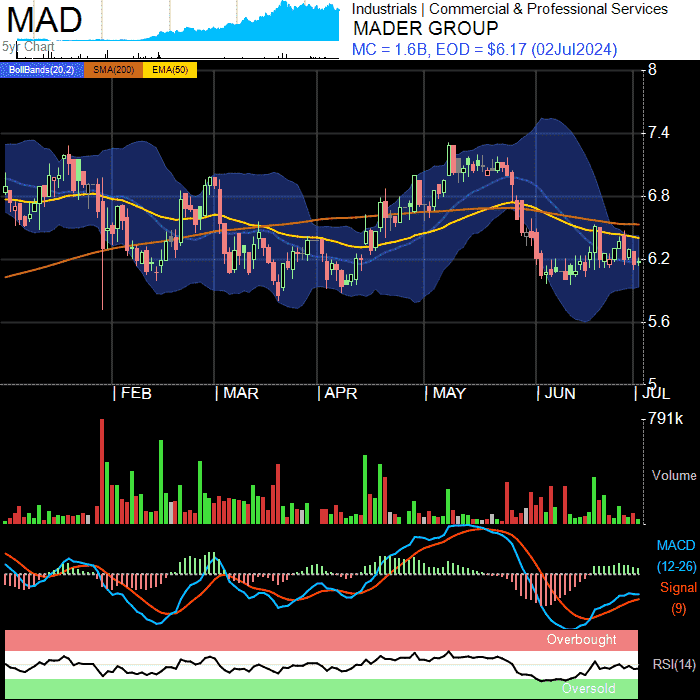 MAD
5yr Chart
Industrials | Commercial & Professional Services
MADER GROUP
MC = 1.6B, EOD = $6.17 (02Jul2024)
BollBands(20,2) SMA(200) EMA(50)
8
7.4
6.8
6.2
5.6
5
FEB MAR APR MAY JUN JUL
791k
Volume
MACD
(12-26)
Signal
(9)
Overbought
RSI(14)
Oversold